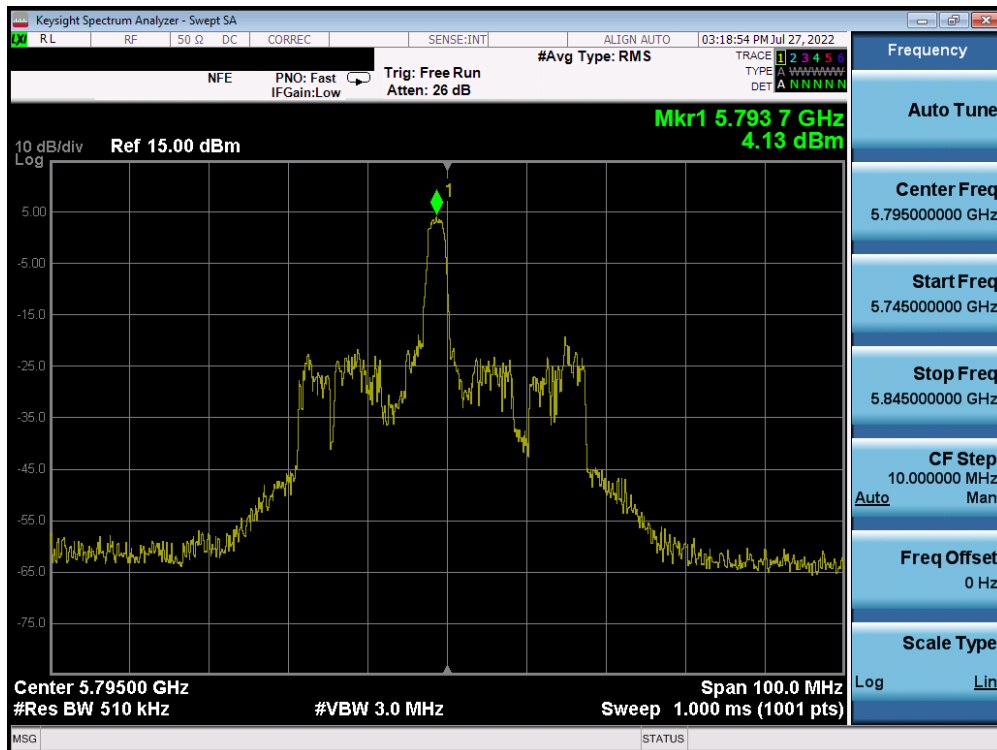 Keysight Spectrum Analyzer - Swept SA
LXI RL RF 50 Ω DC CORREC SENSE:INT ALIGN AUTO 03:18:54 PM Jul 27, 2022
Frequency
#Avg Type: RMS
TRACE 1 2 3 4 5 6
TYPE A WWWWW
DET A N N N N N
NFE
PNO: Fast
IFGain:Low
Trig: Free Run
Atten: 26 dB
Mkr1 5.793 7 GHz
4.13 dBm
10 dB/div
Log
Ref 15.00 dBm
1
5.00
-5.00
-15.0
-25.0
-35.0
-45.0
-55.0
-65.0
-75.0
Center 5.79500 GHz
Span 100.0 MHz
#Res BW 510 kHz
#VBW 3.0 MHz
Sweep 1.000 ms (1001 pts)
Auto Tune
Center Freq
5.795000000 GHz
Start Freq
5.745000000 GHz
Stop Freq
5.845000000 GHz
CF Step
10.000000 MHz
Auto Man
Freq Offset
0 Hz
Scale Type
Log Lin
MSG
STATUS